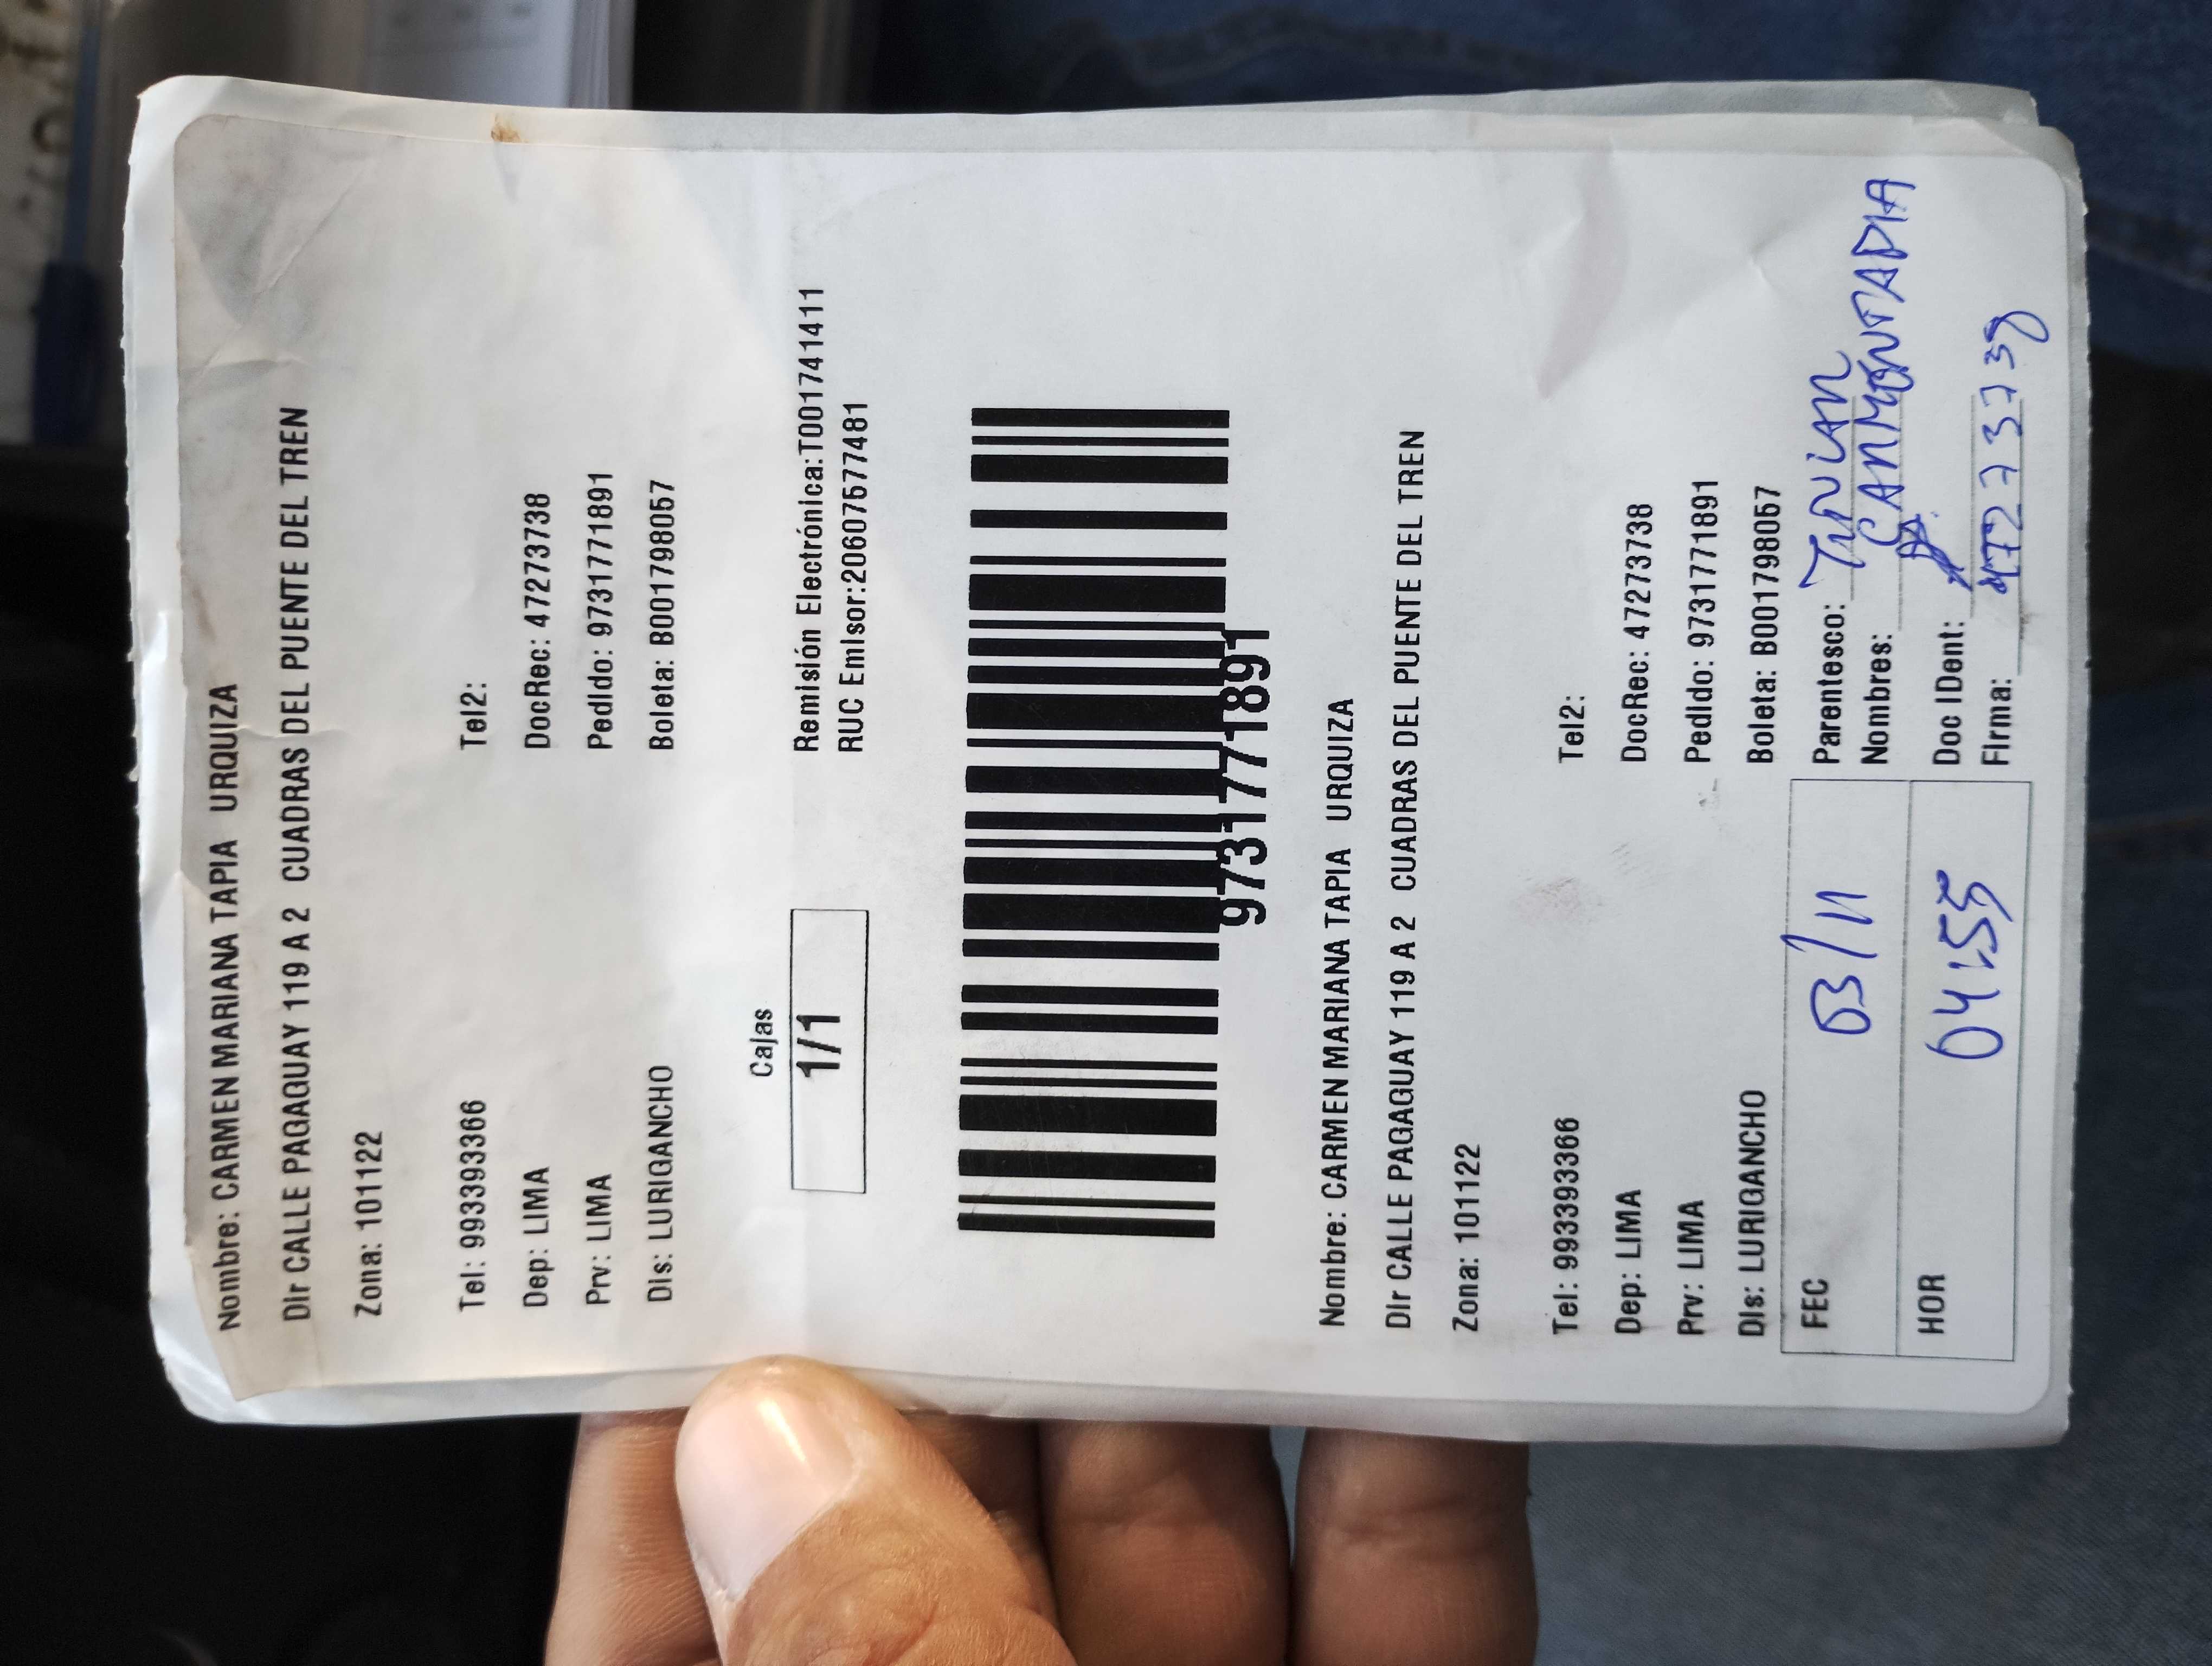 Nombre: CARMEN MARIANA TAPIA URQUIZA
DIr CALLE PAGAGUAY 119 A 2 CUADRAS DEL PUENTE DEL TREN
Zona: 101122
Tel: 993393366 Tel2:
Dep: LIMA DocRec: 47273738
Prv: LIMA PedIdo: 97317771891
DIs: LURIGANCHO Boleta: B001798057
Cajas
1/1
Remisión Electrónica:T001741411
RUC EmIsor:20607577481
97317771891
Nombre: CARMEN MARIANA TAPIA URQUIZA
DIr CALLE PAGAGUAY 119 A 2 CUADRAS DEL PUENTE DEL TREN
Zona: 101122
Tel: 993393366 Tel2:
Dep: LIMA DocRec: 47273738
Prv: LIMA PedIdo: 97317771891
DIs: LURIGANCHO Boleta: B001798057
FEC 03/11 Parentesco:
Nombres:
HOR 04:55 Doc IDent:
FIrma: